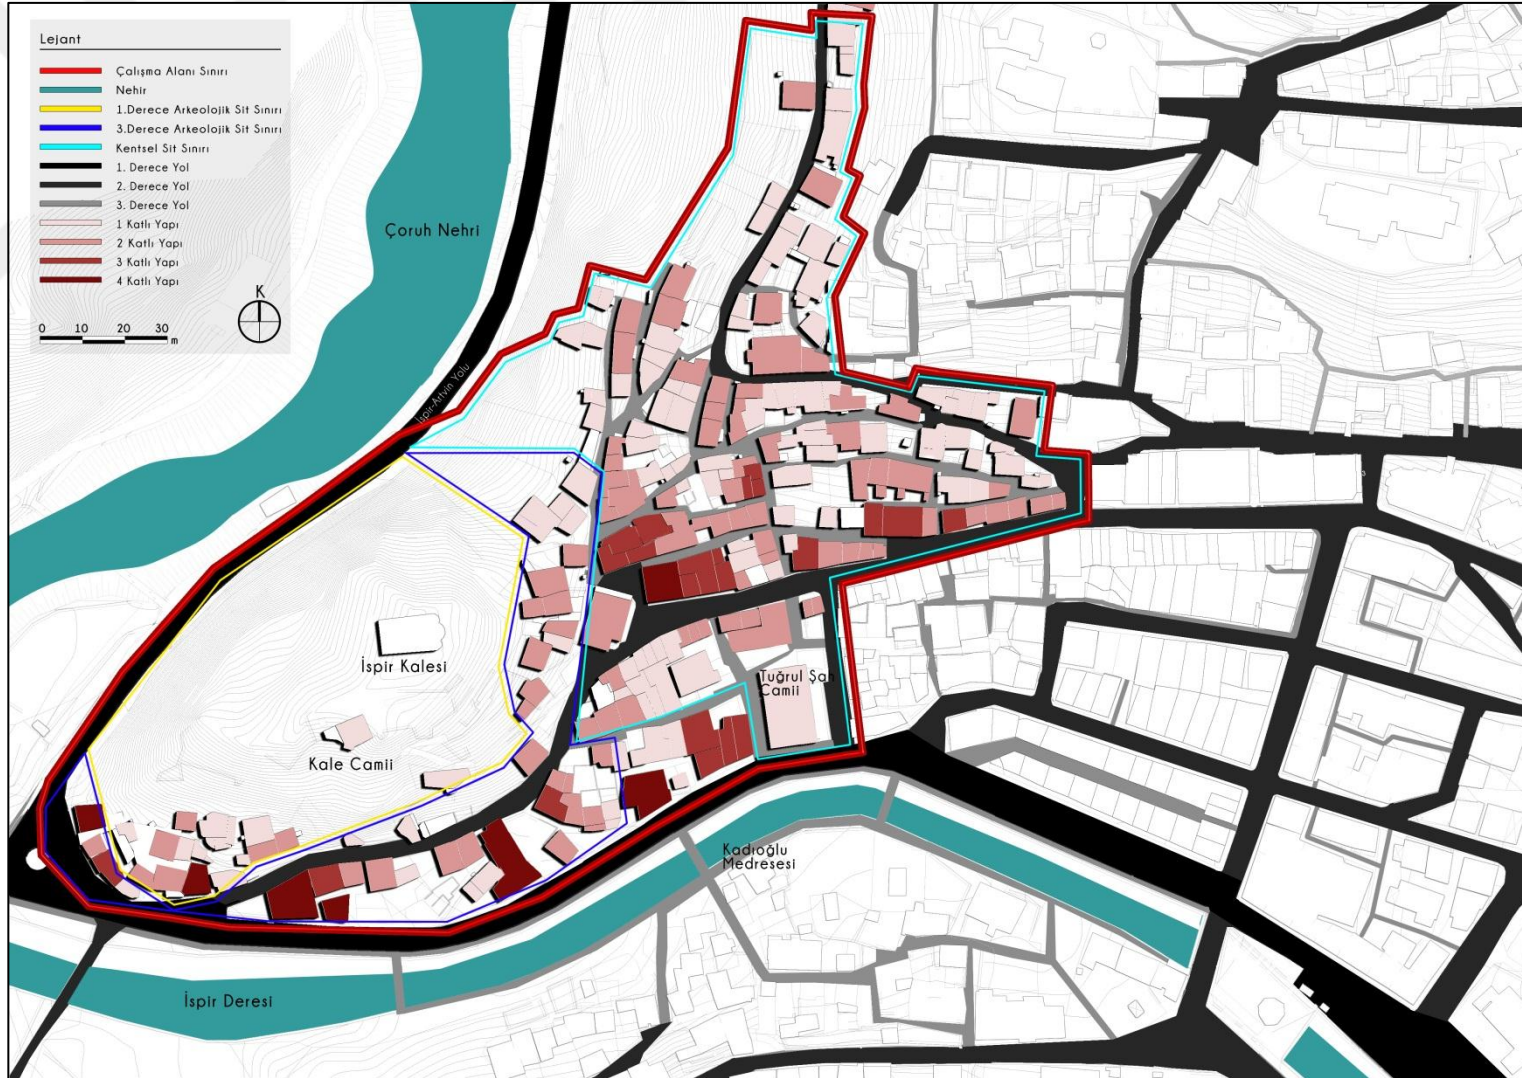 Lejant
Çalışma Alanı Sınırı
Nehir
1.Derece Arkeolojik Sit Sınırı
3.Derece Arkeolojik Sit Sınırı
Kentsel Sit Sınırı
1. Derece Yol
2. Derece Yol
3. Derece Yol
1 Katlı Yapı
2 Katlı Yapı
3 Katlı Yapı
4 Katlı Yapı
K
0 10 20 30
m
Çoruh Nehri
İspir-Artvin Yolu
İspir Kalesi
Kale Camii
Tuğrul Şah
Camii
Kadıoğlu
Medresesi
İspir Deresi